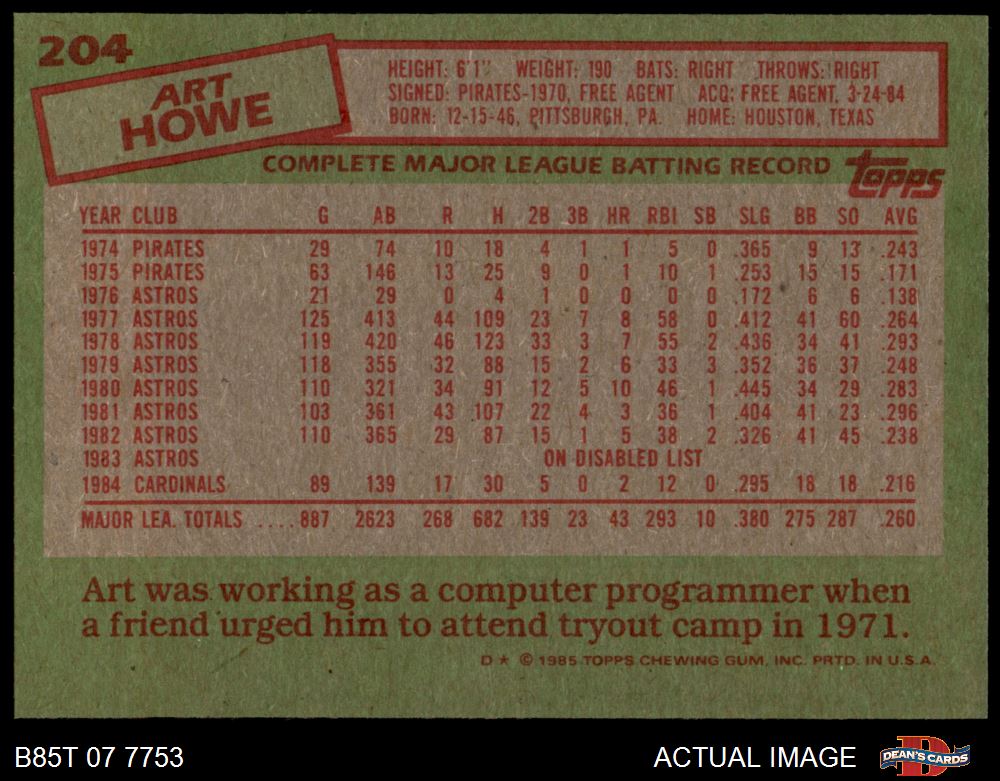 204
ART
HOWE
HEIGHT: 6'1" WEIGHT: 190 BATS: RIGHT THROWS: RIGHT
SIGNED: PIRATES-1970, FREE AGENT ACQ: FREE AGENT, 3-24-84
BORN: 12-15-46, PITTSBURGH, PA. HOME: HOUSTON, TEXAS
COMPLETE MAJOR LEAGUE BATTING RECORD topps
YEAR CLUB G AB R H 2B 3B HR RBI SB SLG BB SO AVG
1974 PIRATES 29 74 10 18 4 1 1 5 0 .365 9 13 .243
1975 PIRATES 63 146 13 25 9 0 1 10 1 .253 15 15 .171
1976 ASTROS 21 29 0 4 1 0 0 0 0 .172 6 6 .138
1977 ASTROS 125 413 44 109 23 7 8 58 0 .412 41 60 .264
1978 ASTROS 119 420 46 123 33 3 7 55 2 .436 34 41 .293
1979 ASTROS 118 355 32 88 15 2 6 33 3 .352 36 37 .248
1980 ASTROS 110 321 34 91 12 5 10 46 1 .445 34 29 .283
1981 ASTROS 103 361 43 107 22 4 3 36 1 .404 41 23 .296
1982 ASTROS 110 365 29 87 15 1 5 38 2 .326 41 45 .238
1983 ASTROS ON DISABLED LIST
1984 CARDINALS 89 139 17 30 5 0 2 12 0 .295 18 18 .216
MAJOR LEA. TOTALS ....887 2623 268 682 139 23 43 293 10 .380 275 287 .260
Art was working as a computer programmer when
a friend urged him to attend tryout camp in 1971.
D★ © 1985 TOPPS CHEWING GUM, INC. PRTD. IN U.S.A.
B85T 07 7753 ACTUAL IMAGE DEAN'S CARDS